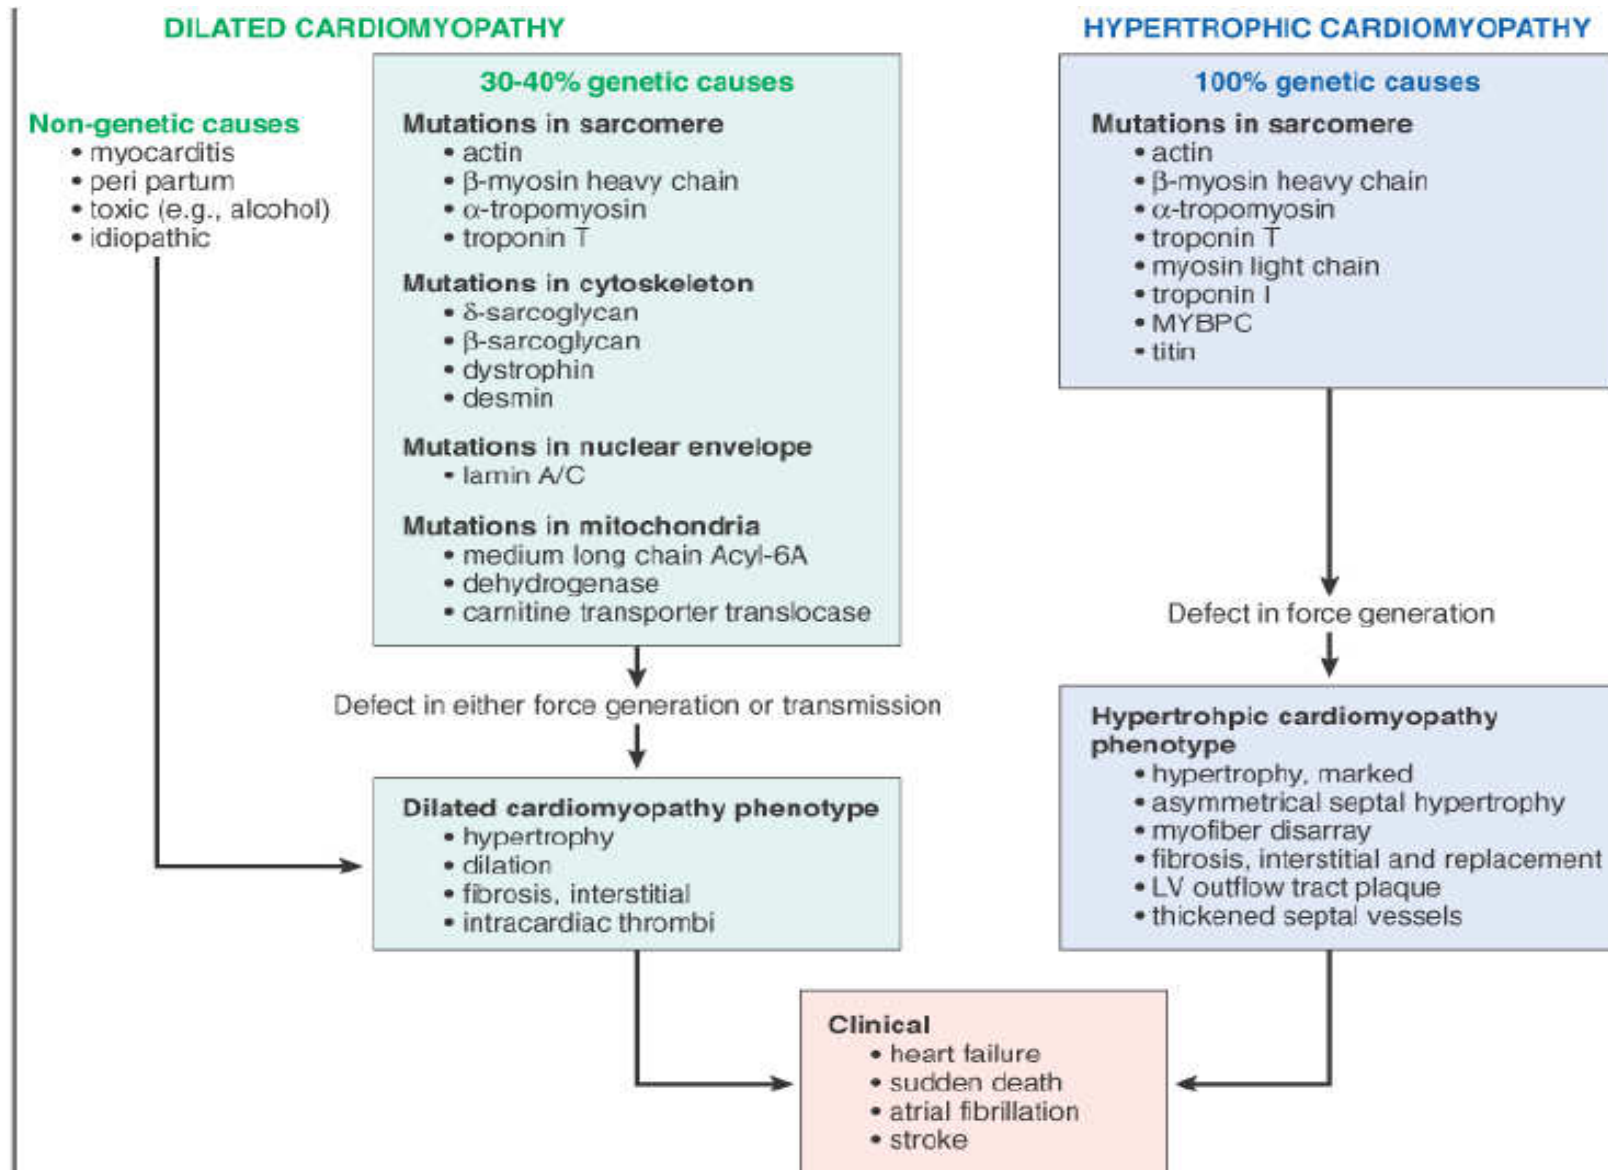 DILATED CARDIOMYOPATHY
Non-genetic causes
• myocarditis
• peri partum
• toxic (e.g., alcohol)
• idiopathic
30-40% genetic causes
Mutations in sarcomere
• actin
• β-myosin heavy chain
• α-tropomyosin
• troponin T
Mutations in cytoskeleton
• δ-sarcoglycan
• β-sarcoglycan
• dystrophin
• desmin
Mutations in nuclear envelope
• lamin A/C
Mutations in mitochondria
• medium long chain Acyl-6A
• dehydrogenase
• carnitine transporter translocase
Defect in either force generation or transmission
Dilated cardiomyopathy phenotype
• hypertrophy
• dilation
• fibrosis, interstitial
• intracardiac thrombi
HYPERTROPHIC CARDIOMYOPATHY
100% genetic causes
Mutations in sarcomere
• actin
• β-myosin heavy chain
• α-tropomyosin
• troponin T
• myosin light chain
• troponin I
• MYBPC
• titin
Defect in force generation
Hypertrohpic cardiomyopathy
phenotype
• hypertrophy, marked
• asymmetrical septal hypertrophy
• myofiber disarray
• fibrosis, interstitial and replacement
• LV outflow tract plaque
• thickened septal vessels
Clinical
• heart failure
• sudden death
• atrial fibrillation
• stroke